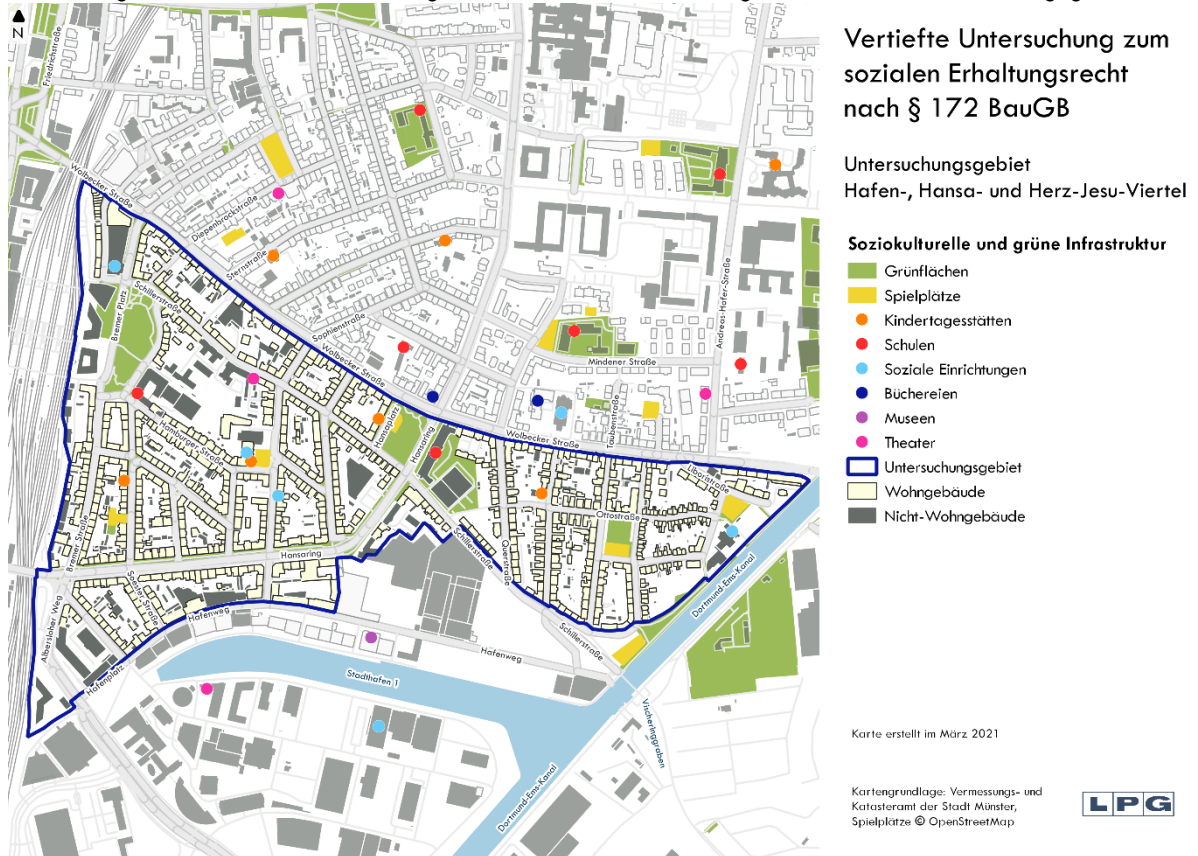 N
Friedrichstraße
Wolbecker Straße
Diepenbrockstraße
Sternstraße
Sophienstraße
Wolbecker Straße
Schillerstraße
Bremer Platz
Andreas-Hofer-Straße
Mindener Straße
Taubenstraße
Hansaplatz
Hansaring
Wolbecker Straße
Hamburger Straße
Liboristraße
Ottostraße
Querstraße
Bremer Straße
Hansaring
Schillerstraße
Soester Straße
Dortmund-Ems-Kanal
Albersloher Weg
Hafenweg
Hafenweg
Schillerstraße
Hafenplatz
Stadthafen 1
Vischeringgraben
Dortmund-Ems-Kanal
Vertiefte Untersuchung zum
sozialen Erhaltungsrecht
nach § 172 BauGB
Untersuchungsgebiet
Hafen-, Hansa- und Herz-Jesu-Viertel
Soziokulturelle und grüne Infrastruktur
Grünflächen
Spielplätze
Kindertagesstätten
Schulen
Soziale Einrichtungen
Büchereien
Museen
Theater
Untersuchungsgebiet
Wohngebäude
Nicht-Wohngebäude
Karte erstellt im März 2021
Kartengrundlage: Vermessungs- und
Katasteramt der Stadt Münster,
Spielplätze © OpenStreetMap
LPG